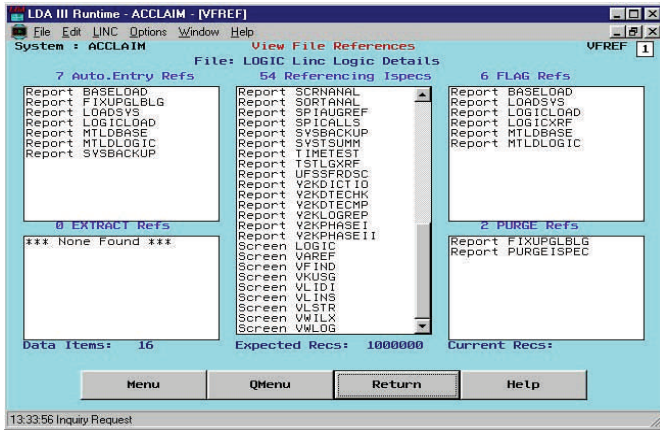 LDA III Runtime - ACCLAIM - [VFREF]
File Edit LINC Options Window Help
System : ACCLAIM View File References VFREF 1
File: LOGIC Linc Logic Details
7 Auto.Entry Refs
Report BASELOAD
Report FIXUPGLBLG
Report LOADSYS
Report LOGICLOAD
Report MTLDBASE
Report MTLDLOGIC
Report SYSBACKUP
54 Referencing Ispecs
Report SCRNANAL
Report SORTANAL
Report SPIAUGREF
Report SPICALLS
Report SYSBACKUP
Report SYSTSUMM
Report TIMETEST
Report TSTLGXRF
Report UFSSFRDSC
Report Y2KDICTIO
Report Y2KDTECHK
Report Y2KDTECMP
Report Y2KLOGREP
Report Y2KPHASEI
Report Y2KPHASEII
Screen LOGIC
Screen VAREF
Screen VFIND
Screen VKUSG
Screen VLIDI
Screen VLINS
Screen VLSTR
Screen VWILX
Screen VWLOG
6 FLAG Refs
Report BASELOAD
Report LOADSYS
Report LOGICLOAD
Report LOGICXRF
Report MTLDBASE
Report MTLDLOGIC
0 EXTRACT Refs
*** None Found ***
2 PURGE Refs
Report FIXUPGLBLG
Report PURGEISPEC
Data Items: 16 Expected Recs: 1000000 Current Recs:
Menu QMenu Return Help
13:33:56 Inquiry Request